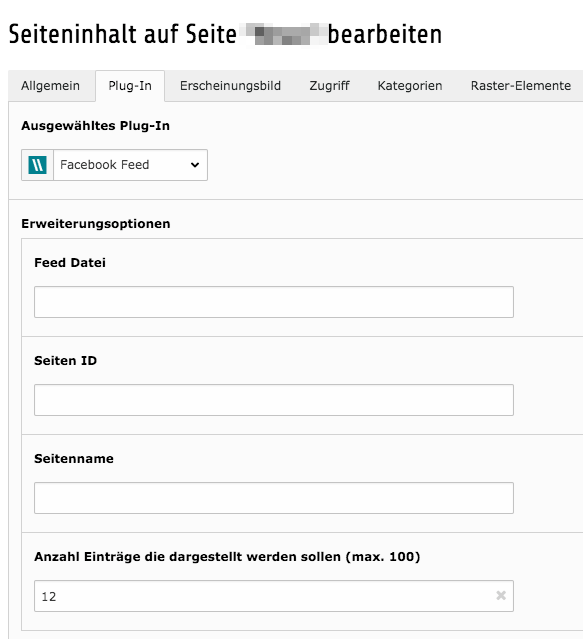 Seiteninhalt auf Seite bearbeiten
Allgemein Plug-In Erscheinungsbild Zugriff Kategorien Raster-Elemente
Ausgewähltes Plug-In
Facebook Feed
Erweiterungsoptionen
Feed Datei
Seiten ID
Seitenname
Anzahl Einträge die dargestellt werden sollen (max. 100)
12